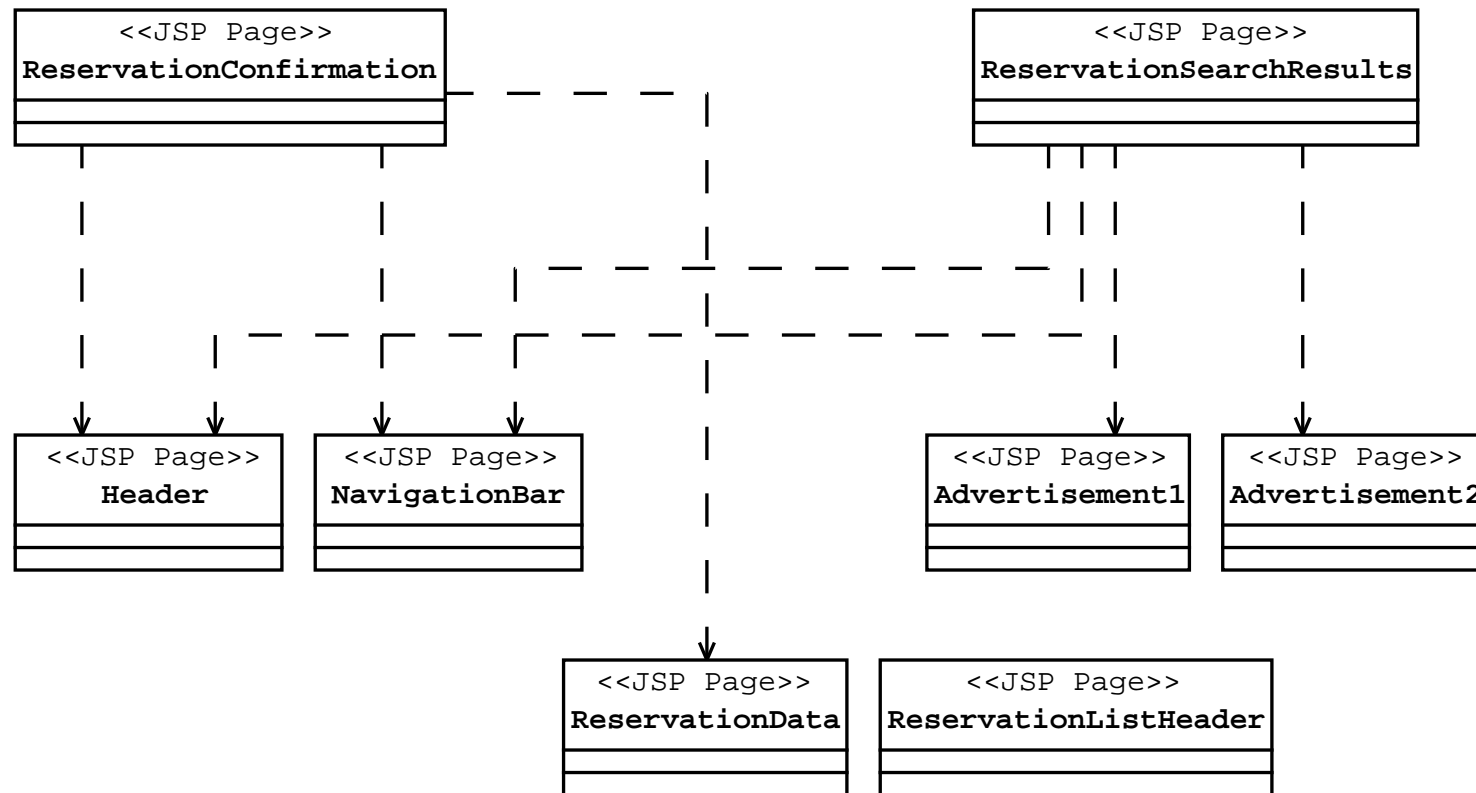 <<JSP Page>>
ReservationConfirmation
<<JSP Page>>
ReservationSearchResults
<<JSP Page>>
Header
<<JSP Page>>
NavigationBar
<<JSP Page>>
Advertisement1
<<JSP Page>>
Advertisement2
<<JSP Page>>
ReservationData
<<JSP Page>>
ReservationListHeader